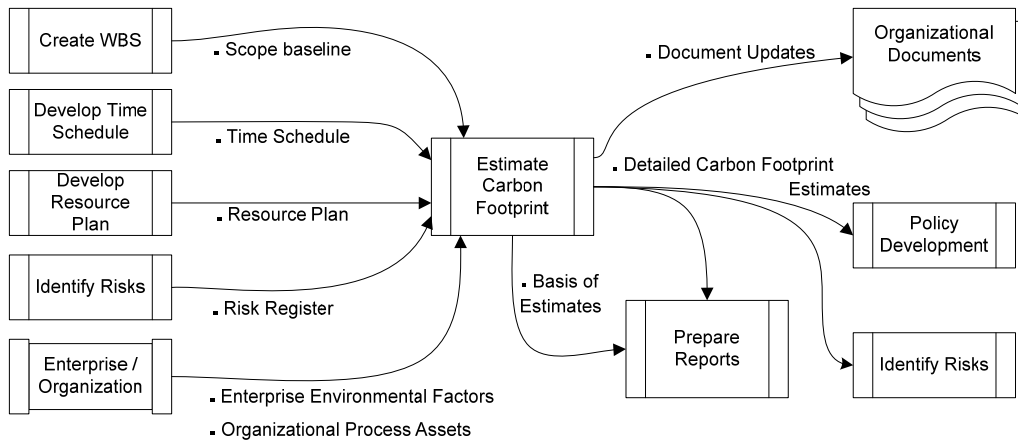 Create WBS
▪ Scope baseline
Develop Time
Schedule
▪ Time Schedule
Develop
Resource
Plan
▪ Resource Plan
Identify Risks
▪ Risk Register
Enterprise /
Organization
▪ Enterprise Environmental Factors
▪ Organizational Process Assets
Estimate
Carbon
Footprint
▪ Document Updates
Organizational
Documents
▪ Detailed Carbon Footprint
Estimates
Policy
Development
▪ Basis of
Estimates
Prepare
Reports
Identify Risks